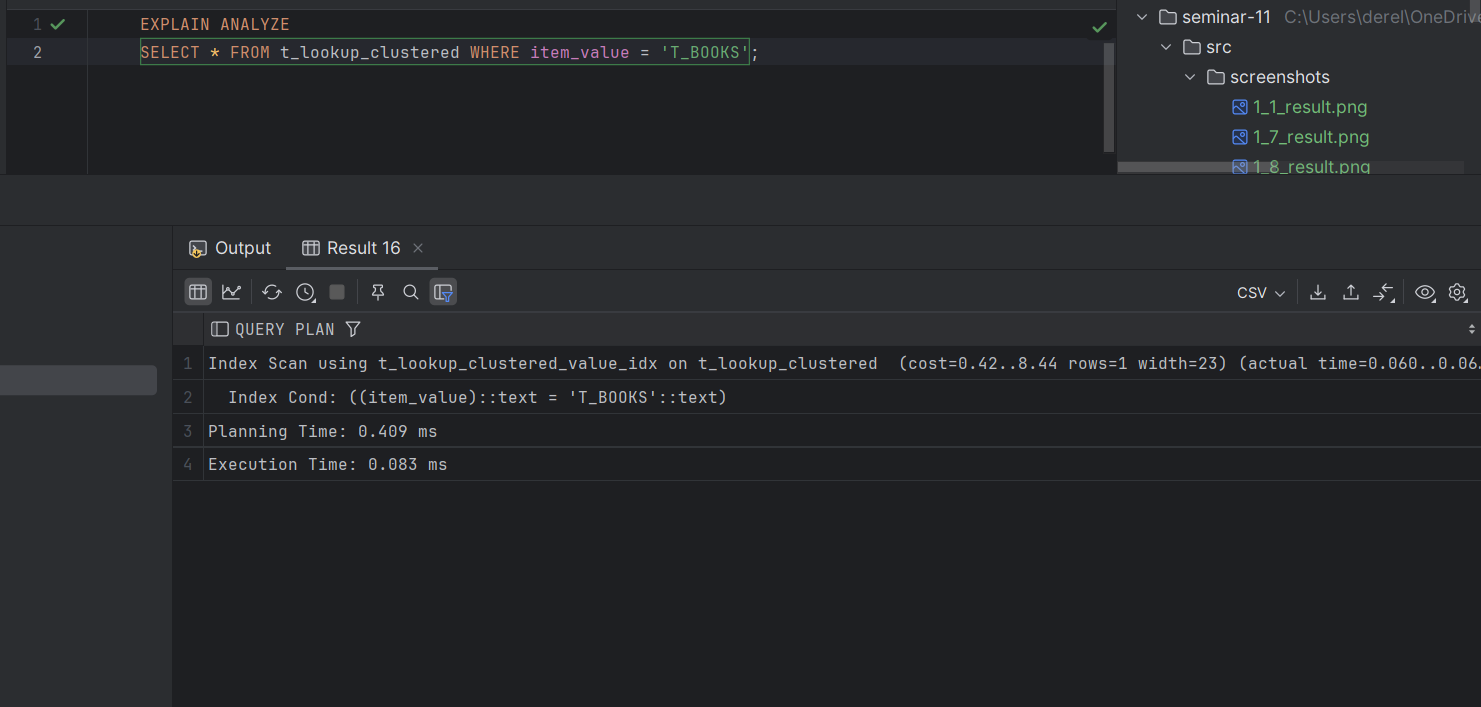 1 EXPLAIN ANALYZE
2 SELECT * FROM t_lookup_clustered WHERE item_value = 'T_BOOKS';
seminar-11 C:\Users\derel\OneDrive
src
screenshots
1_1_result.png
1_7_result.png
1_8_result.png
Output Result 16
CSV
QUERY PLAN
1 Index Scan using t_lookup_clustered_value_idx on t_lookup_clustered  (cost=0.42..8.44 rows=1 width=23) (actual time=0.060..0.06
2 Index Cond: ((item_value)::text = 'T_BOOKS'::text)
3 Planning Time: 0.409 ms
4 Execution Time: 0.083 ms